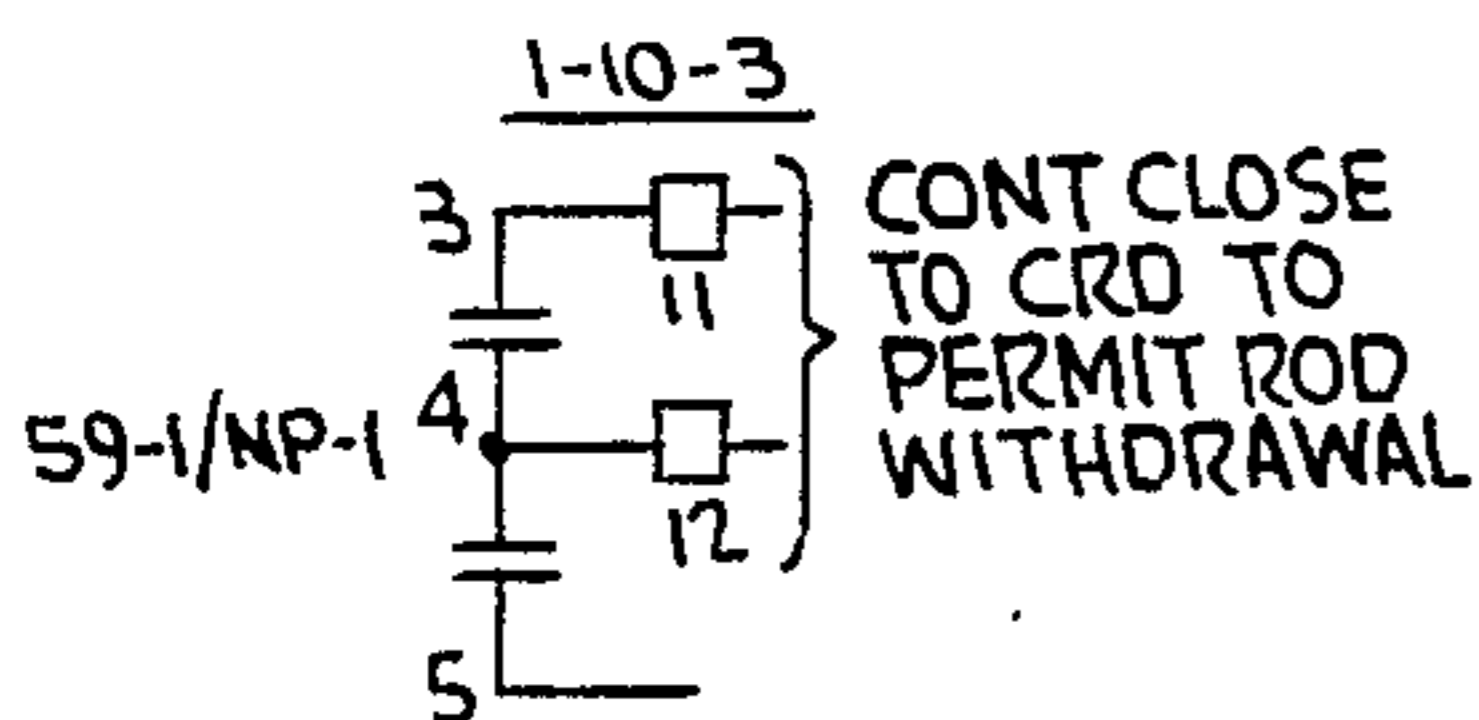 1-10-3
3
11
CONT CLOSE
TO CRD TO
PERMIT ROD
WITHDRAWAL
59-1/NP-1
4
12
5